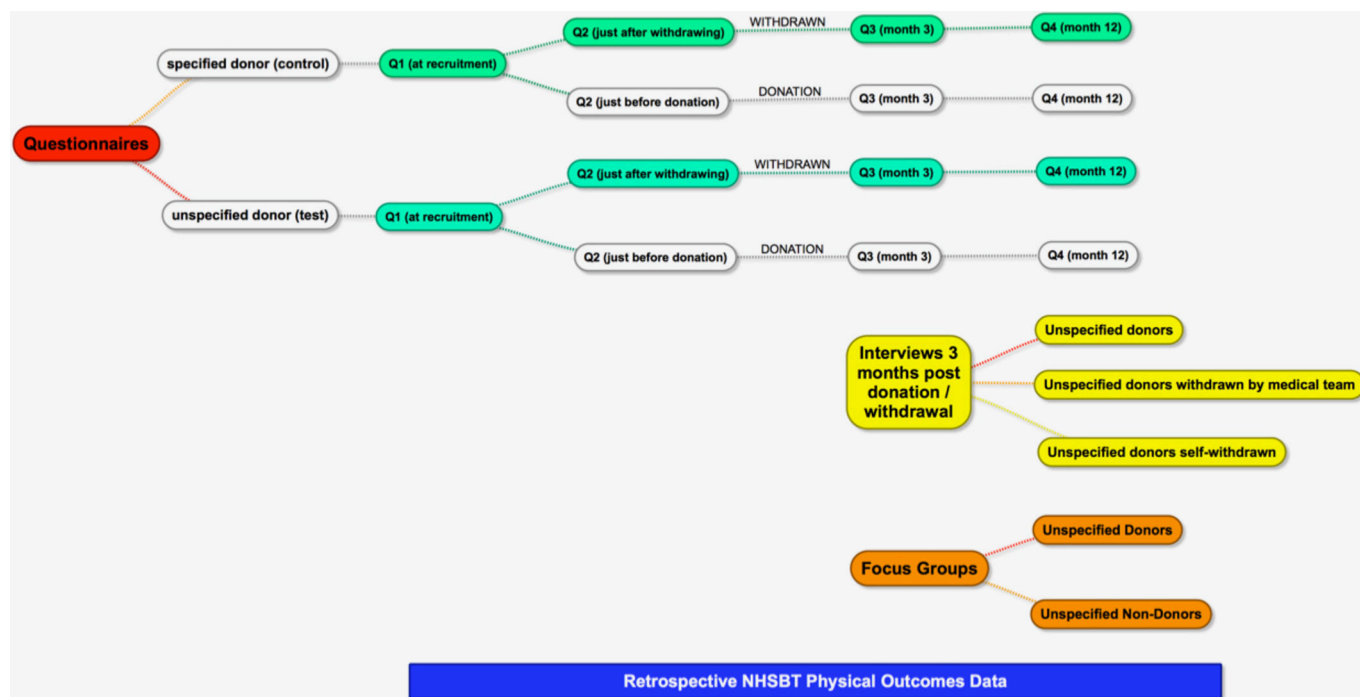 Q2 (just after withdrawing) WITHDRAWN Q3 (month 3) Q4 (month 12)
specified donor (control) Q1 (at recruitment)
Q2 (just before donation) DONATION Q3 (month 3) Q4 (month 12)
Questionnaires
Q2 (just after withdrawing) WITHDRAWN Q3 (month 3) Q4 (month 12)
unspecified donor (test) Q1 (at recruitment)
Q2 (just before donation) DONATION Q3 (month 3) Q4 (month 12)
Interviews 3
months post
donation /
withdrawal
Unspecified donors
Unspecified donors withdrawn by medical team
Unspecified donors self-withdrawn
Focus Groups
Unspecified Donors
Unspecified Non-Donors
Retrospective NHSBT Physical Outcomes Data